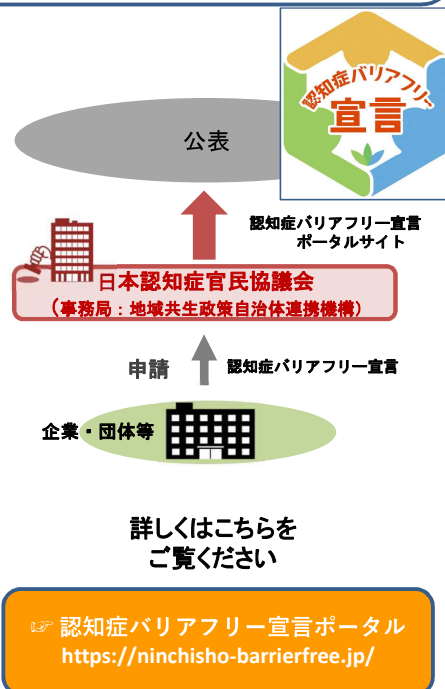 認知症バリアフリー
宣言
公表
認知症バリアフリー宣言
ポータルサイト
日本認知症官民協議会
（事務局：地域共生政策自治体連携機構）
申請
認知症バリアフリー宣言
企業・団体等
詳しくはこちらを
ご覧ください
☞ 認知症バリアフリー宣言ポータル
https://ninchisho-barrierfree.jp/